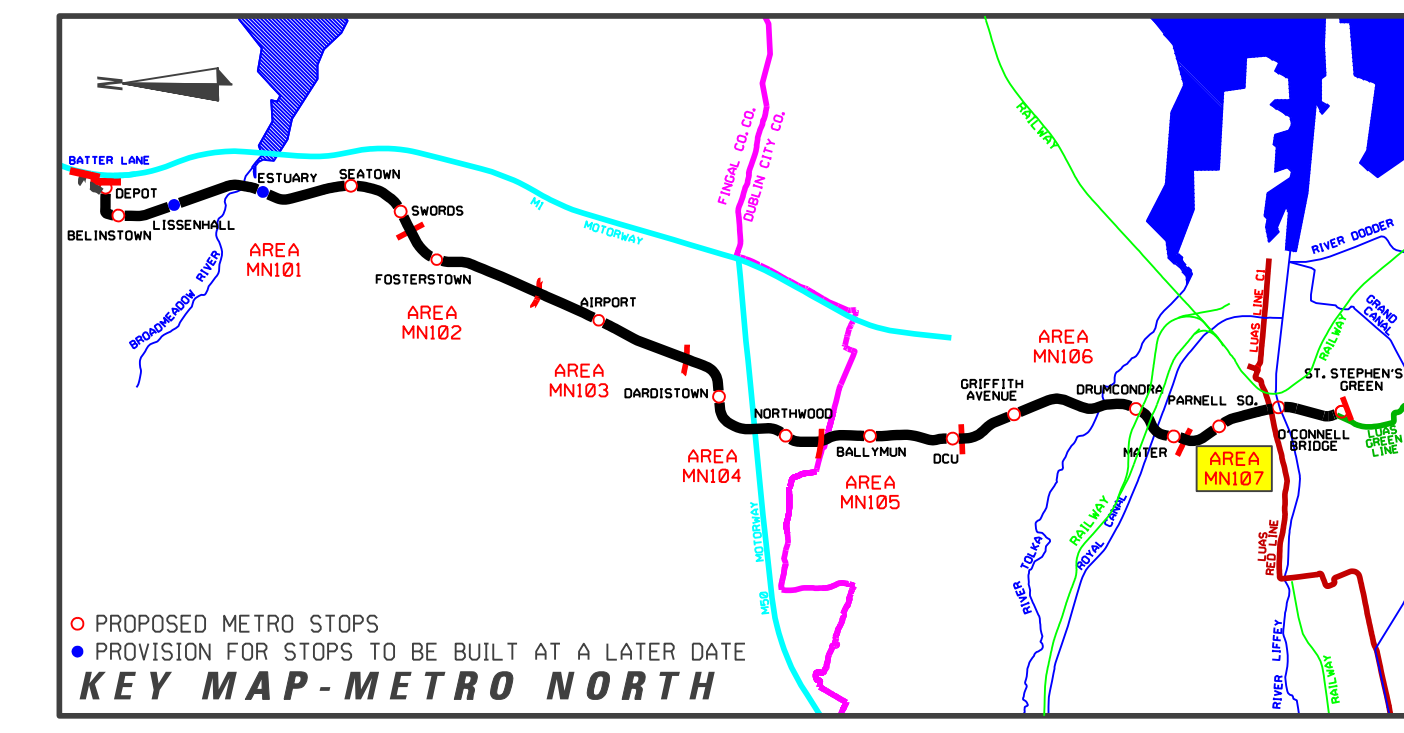 BATTER LANE
DEPOT
BELINSTOWN
LISSENHALL
ESTUARY
SEATOWN
SWORDS
FOSTERSTOWN
BROADMEADOW RIVER
AREA
MN101
AREA
MN102
AIRPORT
AREA
MN103
M1
MOTORWAY
FINGAL CO. CO.
DUBLIN CITY CO.
DARDISTOWN
NORTHWOOD
AREA
MN104
MOTORWAY
M50
BALLYMUN
AREA
MN105
DCU
GRIFFITH
AVENUE
AREA
MN106
DRUMCONDRA
MATER
PARNELL SQ.
AREA
MN107
O'CONNELL
BRIDGE
ST. STEPHEN'S
GREEN
LUAS
GREEN
LINE
LUAS LINE C1
LUAS
RED LINE
RAILWAY
RAILWAY
RAILWAY
RAILWAY
RIVER DODDER
GRAND
CANAL
RIVER TOLKA
ROYAL CANAL
RIVER LIFFEY
PROPOSED METRO STOPS
PROVISION FOR STOPS TO BE BUILT AT A LATER DATE
KEY MAP-METRO NORTH